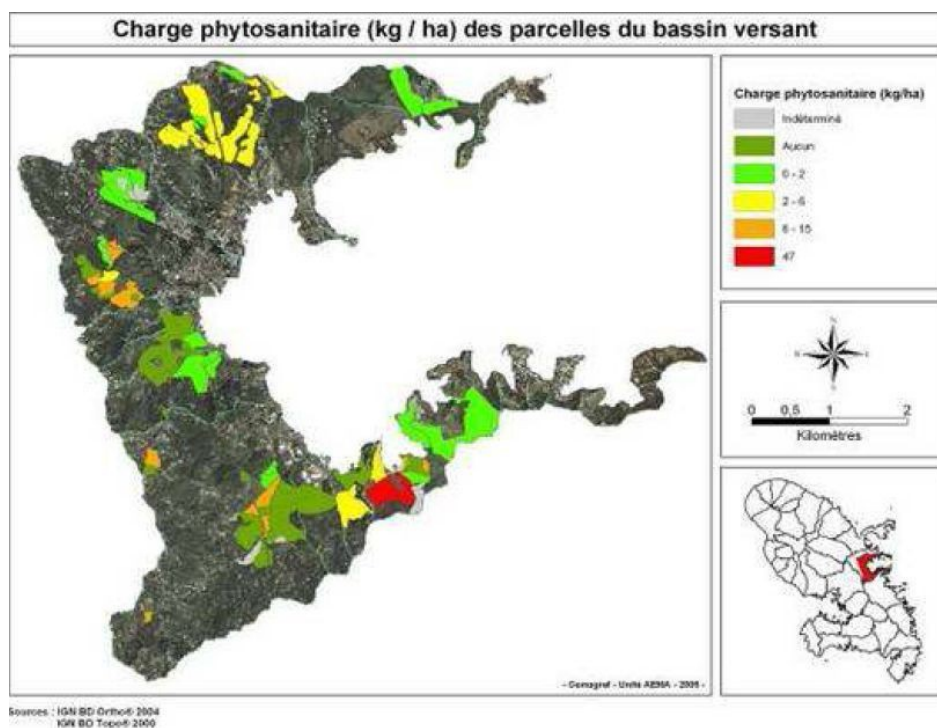 Charge phytosanitaire (kg / ha) des parcelles du bassin versant
Charge phytosanitaire (kg/ha)
Indéterminé
Aucun
0 - 2
2 - 6
6 - 15
47
N
0 0,5 1 2
Kilomètres
- Cemagref - Unité AEMA - 2006 -
Sources : IGN BD Ortho® 2004
IGN BD Topo® 2000